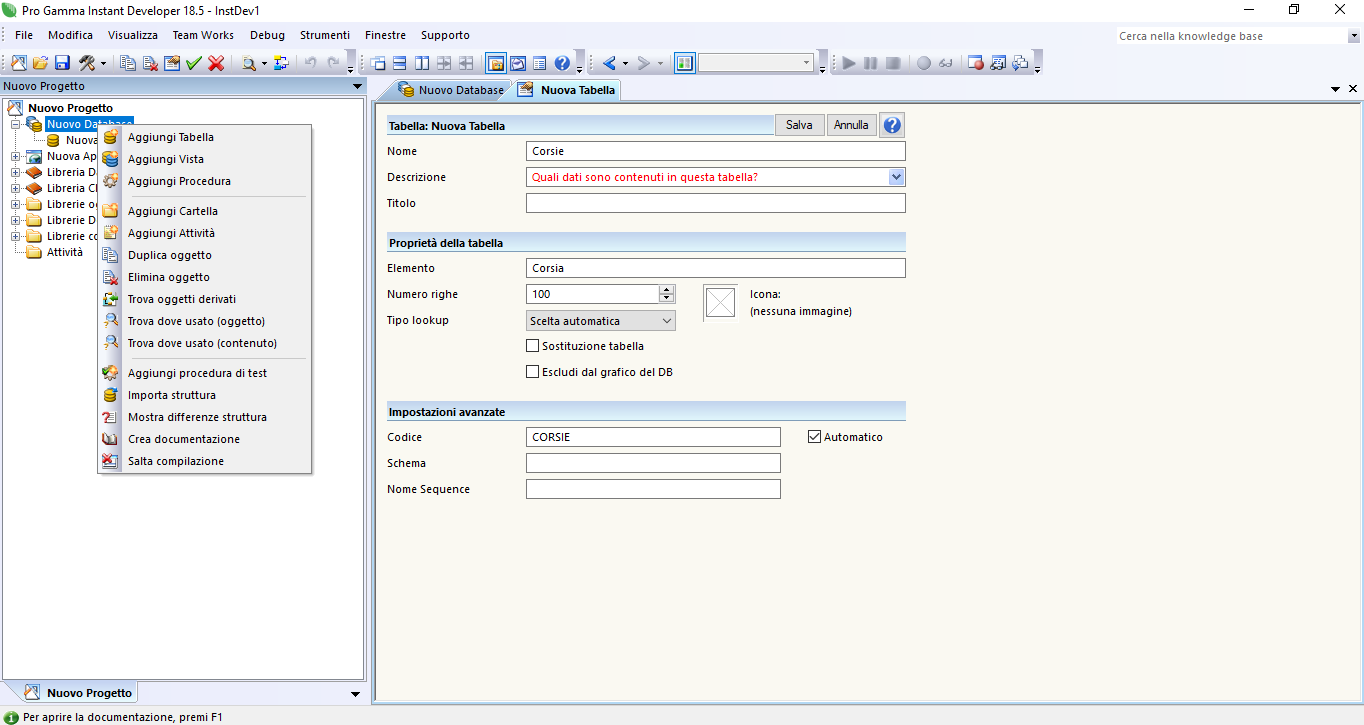 Pro Gamma Instant Developer 18.5 - InstDev1
File Modifica Visualizza Team Works Debug Strumenti Finestre Supporto
Cerca nella knowledge base
Nuovo Progetto
Nuovo Progetto
Nuovo Database
Nuova
Nuova Ap
Libreria D
Libreria Cl
Librerie o
Librerie D
Librerie co
Attività
Aggiungi Tabella
Aggiungi Vista
Aggiungi Procedura
Aggiungi Cartella
Aggiungi Attività
Duplica oggetto
Elimina oggetto
Trova oggetti derivati
Trova dove usato (oggetto)
Trova dove usato (contenuto)
Aggiungi procedura di test
Importa struttura
Mostra differenze struttura
Crea documentazione
Salta compilazione
Nuovo Database Nuova Tabella
Tabella: Nuova Tabella Salva Annulla
Nome Corsie
Descrizione Quali dati sono contenuti in questa tabella?
Titolo
Proprietà della tabella
Elemento Corsia
Numero righe 100 Icona:
(nessuna immagine)
Tipo lookup Scelta automatica
Sostituzione tabella
Escludi dal grafico del DB
Impostazioni avanzate
Codice CORSIE Automatico
Schema
Nome Sequence
Nuovo Progetto
Per aprire la documentazione, premi F1